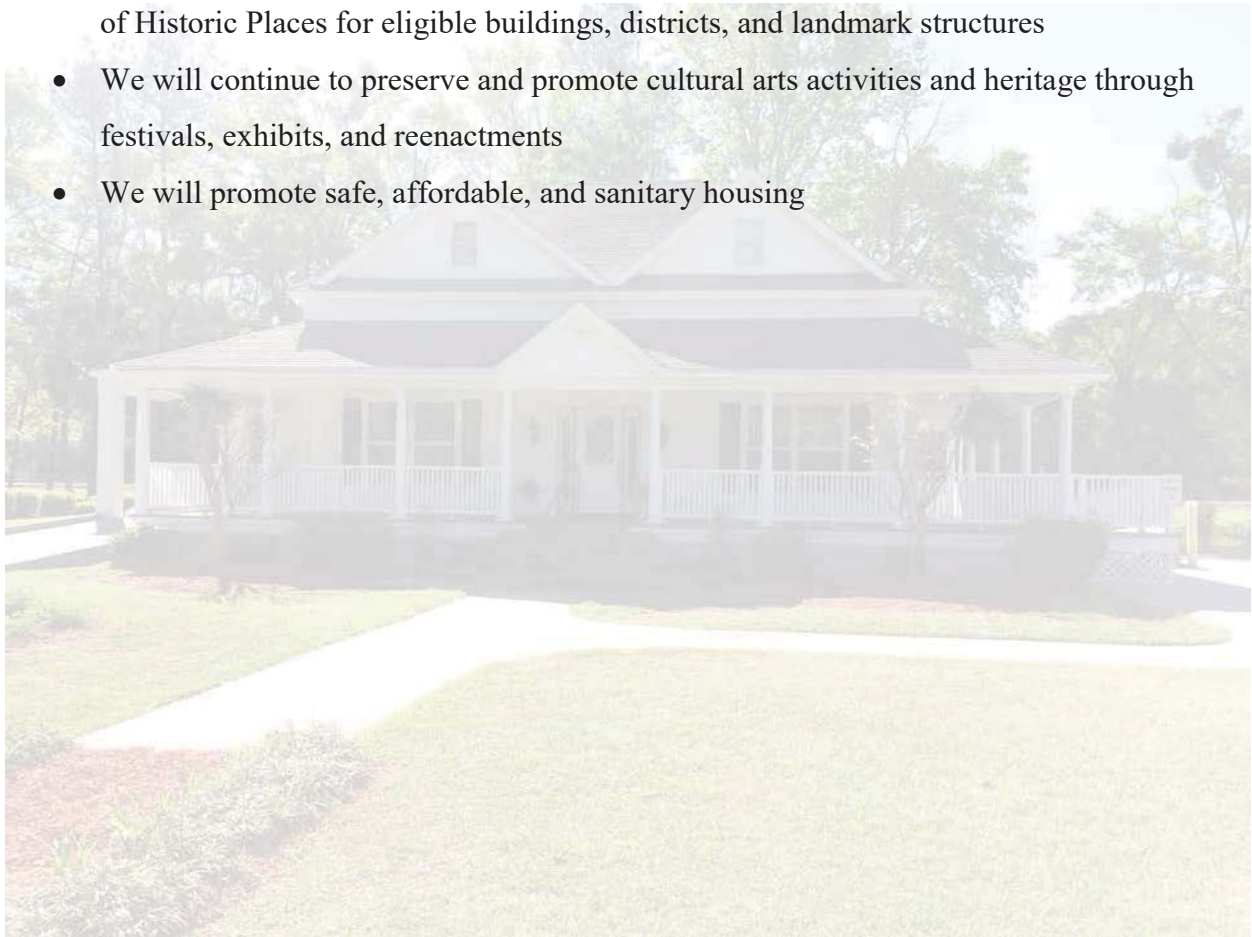 of Historic Places for eligible buildings, districts, and landmark structures
• We will continue to preserve and promote cultural arts activities and heritage through
festivals, exhibits, and reenactments
• We will promote safe, affordable, and sanitary housing